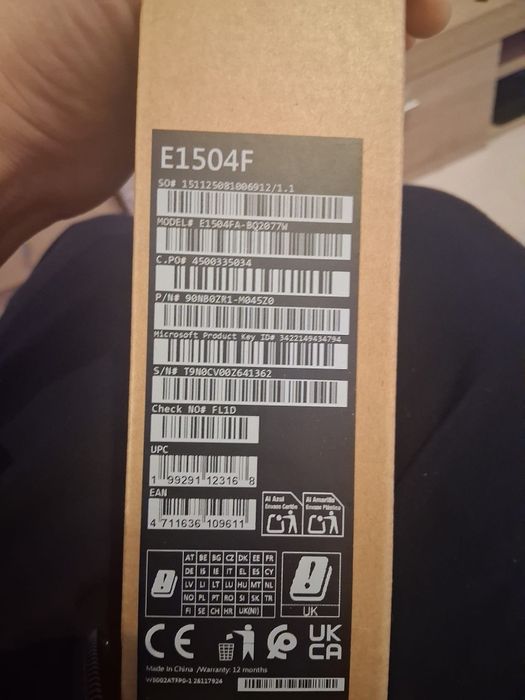 E1504F
SO# 151125081006912/1.1
MODEL# E1504FA-BQ2077W
C.PO# 4500335034
P/N# 90NB0ZR1-M045Z0
Microsoft Product Key ID# 3422149434794
S/N# T9N0CV00Z641362
Check NO# FL1D
UPC
1 99291 12316 8
EAN
4 711636 109611
Al Azul
Envase Cartón
Al Amarillo
Envase Plástico
AT BE BG CZ DK EE FR
DE IS IE IT EL ES CY
LV LI LT LU HU MT NL
NO PL PT RO SI SK TR
FI SE CH HR UK(NI)
UK
CE
UK
CA
Made in China /Warranty: 12 months
26117924